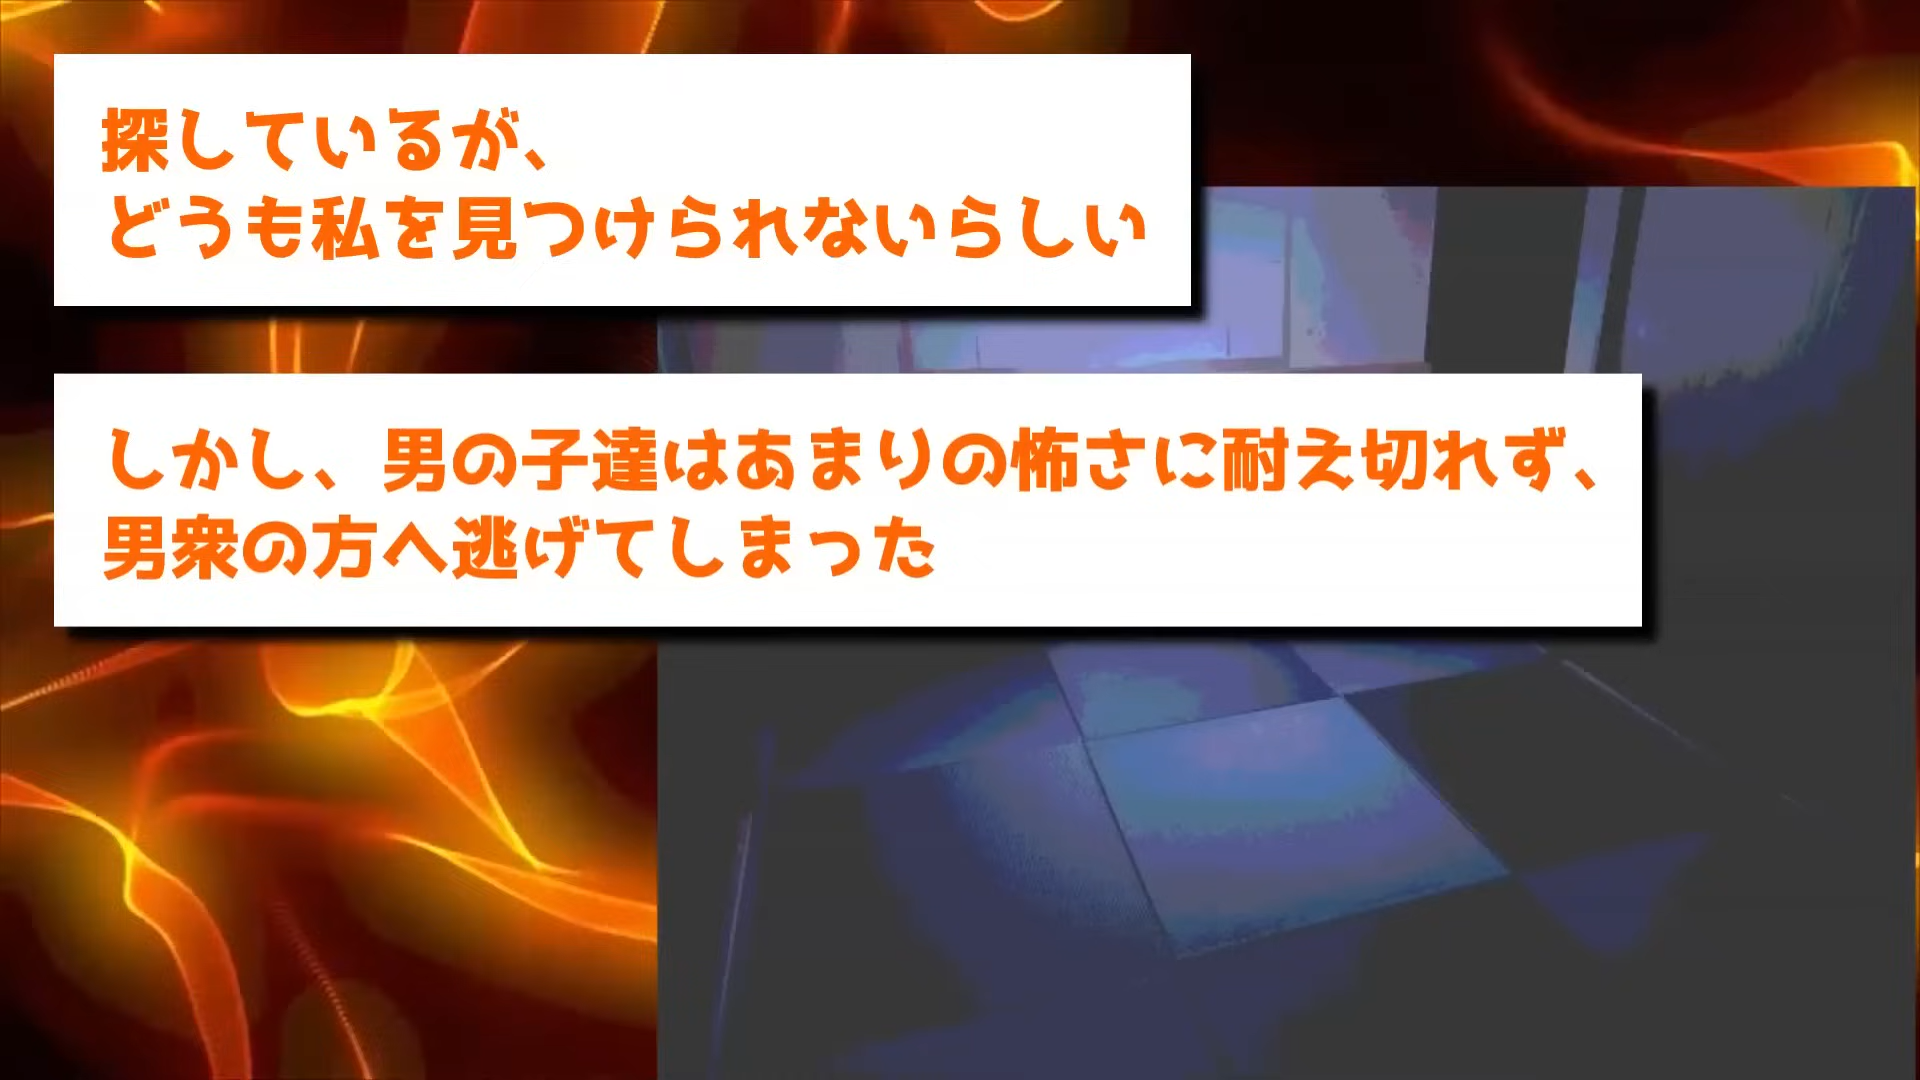 探しているが、
どうも私を見つけられないらしい
しかし、男の子達はあまりの怖さに耐え切れず、
男衆の方へ逃げてしまった